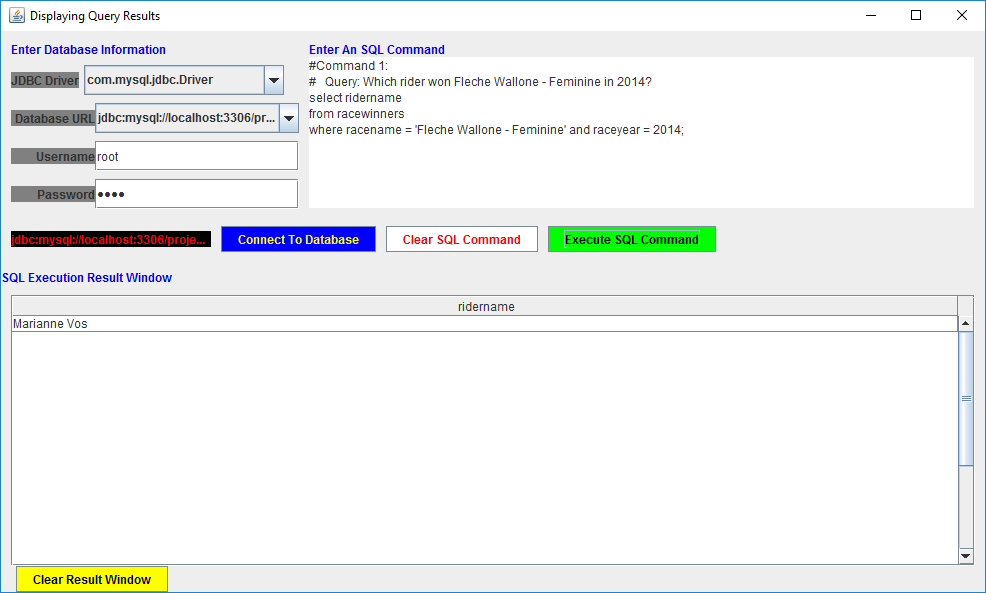 Displaying Query Results
Enter Database Information
JDBC Driver com.mysql.jdbc.Driver
Database URL jdbc:mysql://localhost:3306/pr...
Username root
Password ••••
Enter An SQL Command
#Command 1:
#   Query: Which rider won Fleche Wallone - Feminine in 2014?
select ridername
from racewinners
where racename = 'Fleche Wallone - Feminine' and raceyear = 2014;
jdbc:mysql://localhost:3306/proje... Connect To Database Clear SQL Command Execute SQL Command
SQL Execution Result Window
ridername
Marianne Vos
Clear Result Window